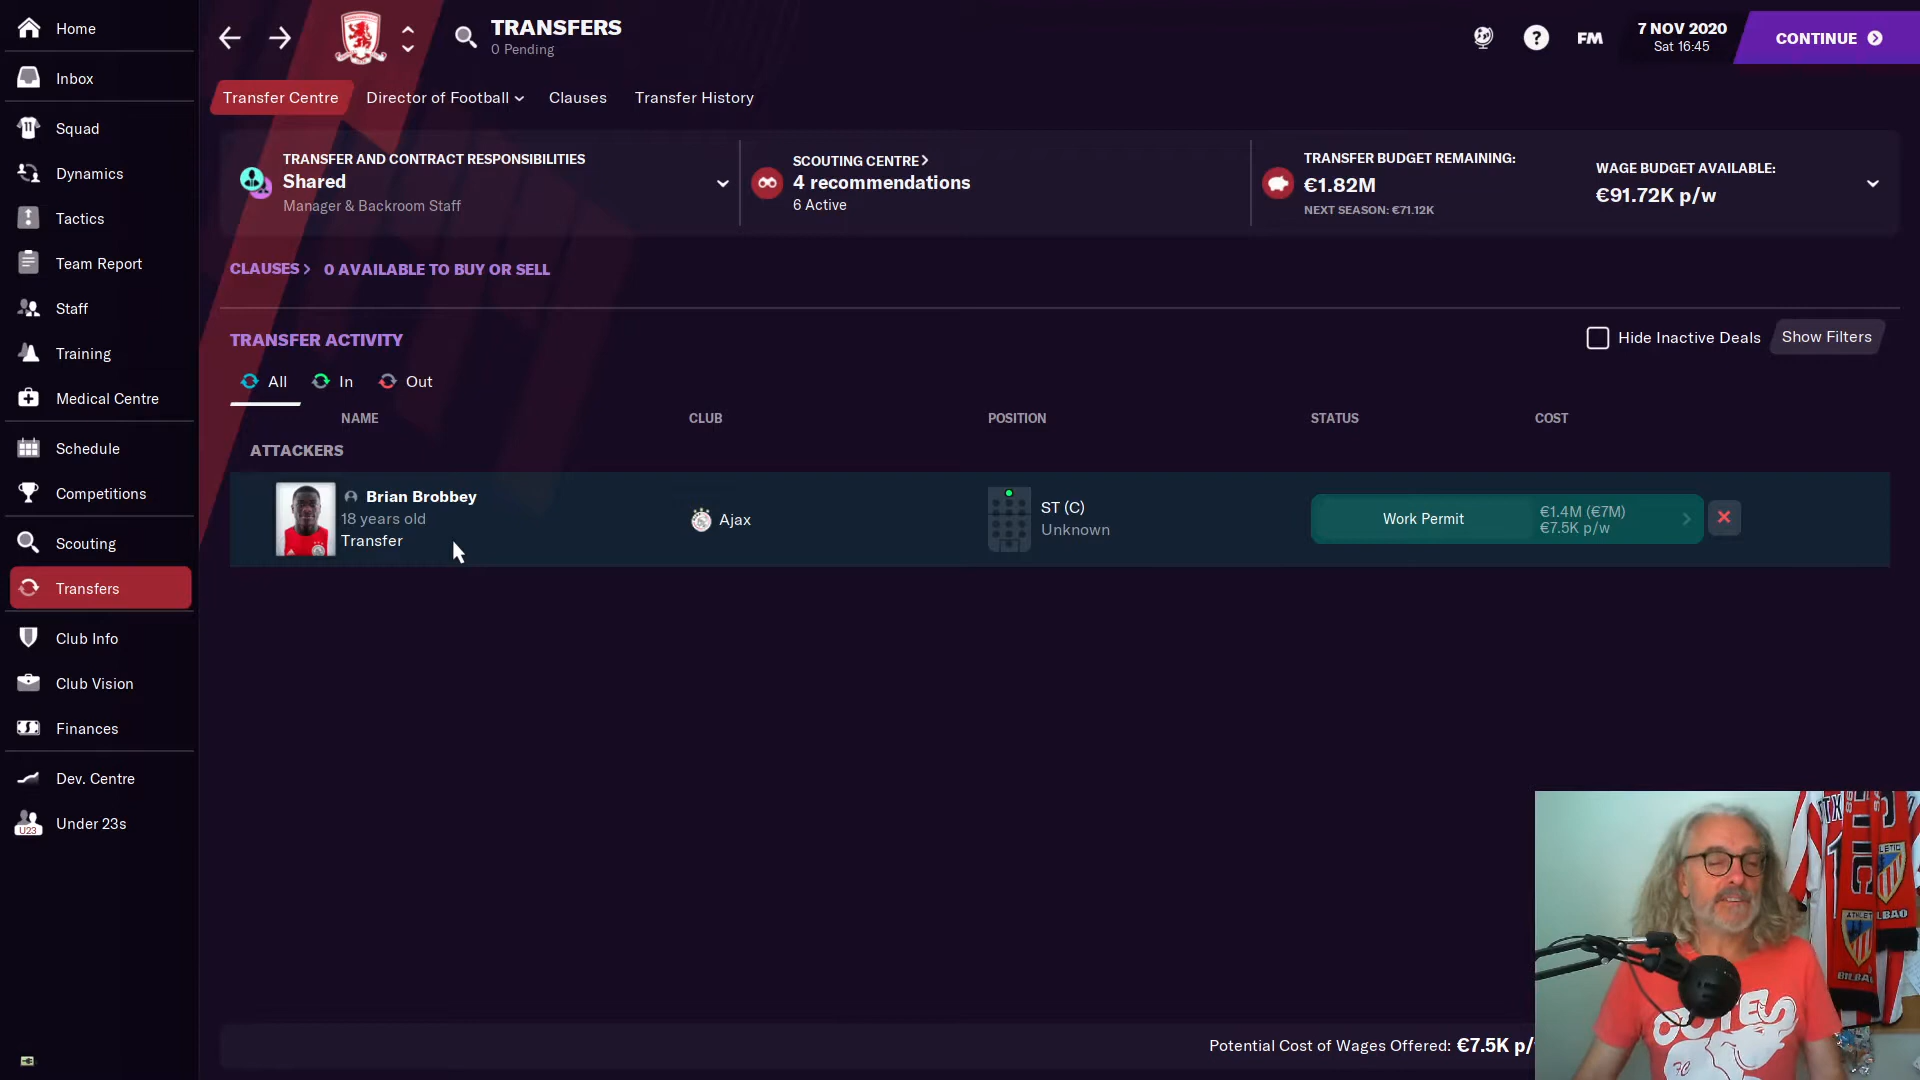 Home
Inbox
Squad
Dynamics
Tactics
Team Report
Staff
Training
Medical Centre
Schedule
Competitions
Scouting
Transfers
Club Info
Club Vision
Finances
Dev. Centre
U23
Under 23s
TRANSFERS
0 Pending
FM
7 NOV 2020
Sat 16:45
CONTINUE
Transfer Centre
Director of Football
Clauses
Transfer History
TRANSFER AND CONTRACT RESPONSIBILITIES
Shared
Manager & Backroom Staff
SCOUTING CENTRE
4 recommendations
6 Active
TRANSFER BUDGET REMAINING:
€1.82M
NEXT SEASON: €71.12K
WAGE BUDGET AVAILABLE:
€91.72K p/w
CLAUSES
0 AVAILABLE TO BUY OR SELL
TRANSFER ACTIVITY
Hide Inactive Deals
Show Filters
All
In
Out
NAME
CLUB
POSITION
STATUS
COST
ATTACKERS
Brian Brobbey
18 years old
Transfer
Ajax
ST (C)
Unknown
Work Permit
€1.4M (€7M)
€7.5K p/w
Potential Cost of Wages Offered: €7.5K p/
ATHLETIC
BILBAO